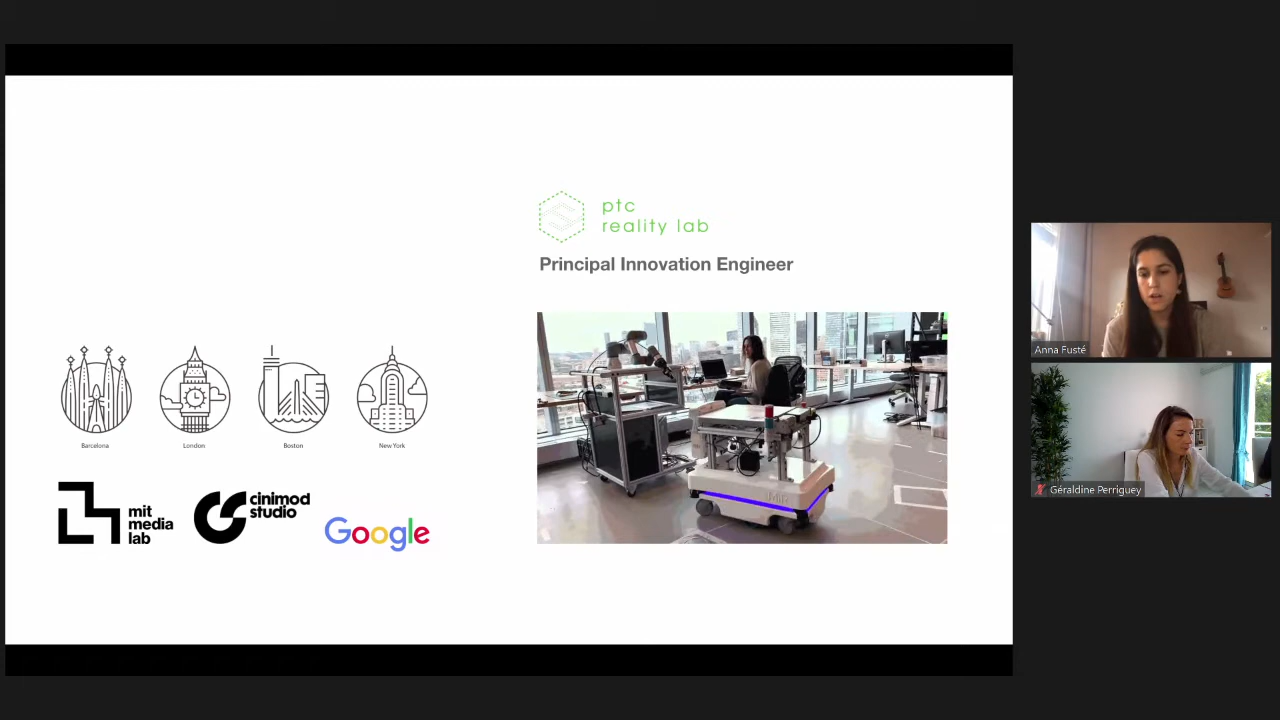 ptc
reality lab
Principal Innovation Engineer
Barcelona
London
Boston
New York
mit
media
lab
cinimod
studio
Google
Anna Fusté
Géraldine Perriguey